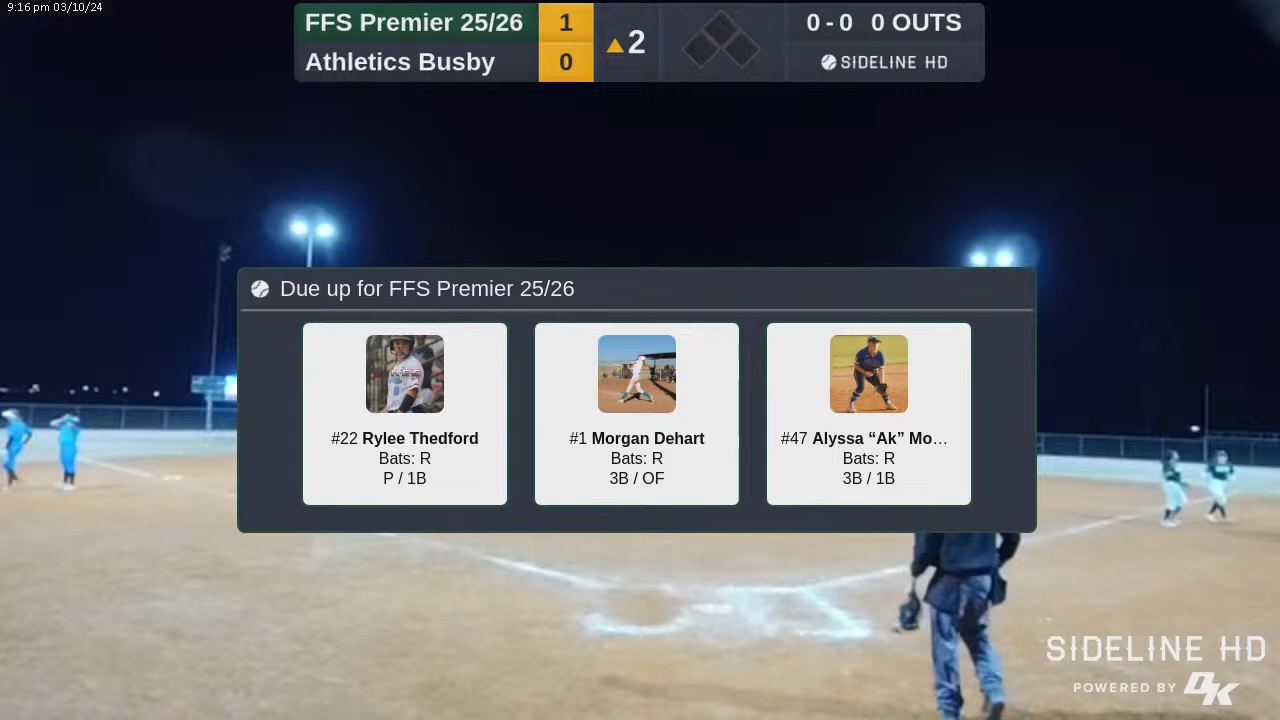 9:16 pm 03/10/24
FFS Premier 25/26 1
Athletics Busby 0
▲2
0 - 0 0 OUTS
SIDELINE HD
Due up for FFS Premier 25/26
#22 Rylee Thedford
Bats: R
P / 1B
#1 Morgan Dehart
Bats: R
3B / OF
#47 Alyssa “Ak” Mo…
Bats: R
3B / 1B
SIDELINE HD
POWERED BY DK